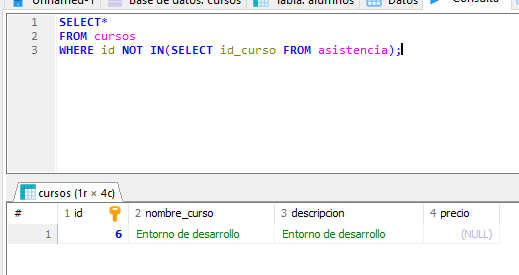 Unnamed-1 Base de datos: cursos Tabla: alumnos Datos Consulta
1 SELECT*
2 FROM cursos
3 WHERE id NOT IN(SELECT id_curso FROM asistencia);
cursos (1r × 4c)
# 1 id 2 nombre_curso 3 descripcion 4 precio
1 6 Entorno de desarrollo Entorno de desarrollo (NULL)